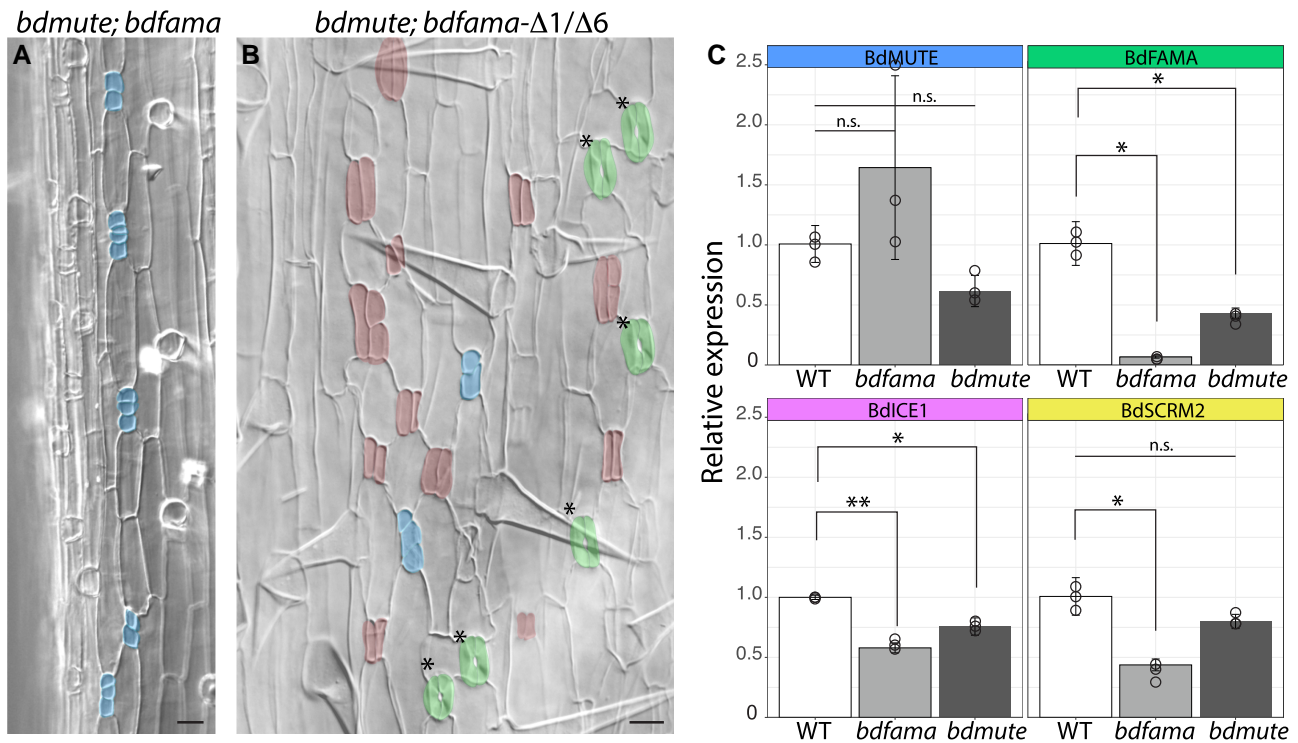 bdmute; bdfama
bdmute; bdfama-Δ1/Δ6
A
B
*
*
*
*
*
*
C
Relative expression
BdMUTE
2.5
2.0
1.5
1.0
0.5
0
n.s.
n.s.
WT bdfama bdmute
BdFAMA
*
*
WT bdfama bdmute
BdICE1
2.5
2.0
1.5
1.0
0.5
0
*
**
WT bdfama bdmute
BdSCRM2
n.s.
*
WT bdfama bdmute